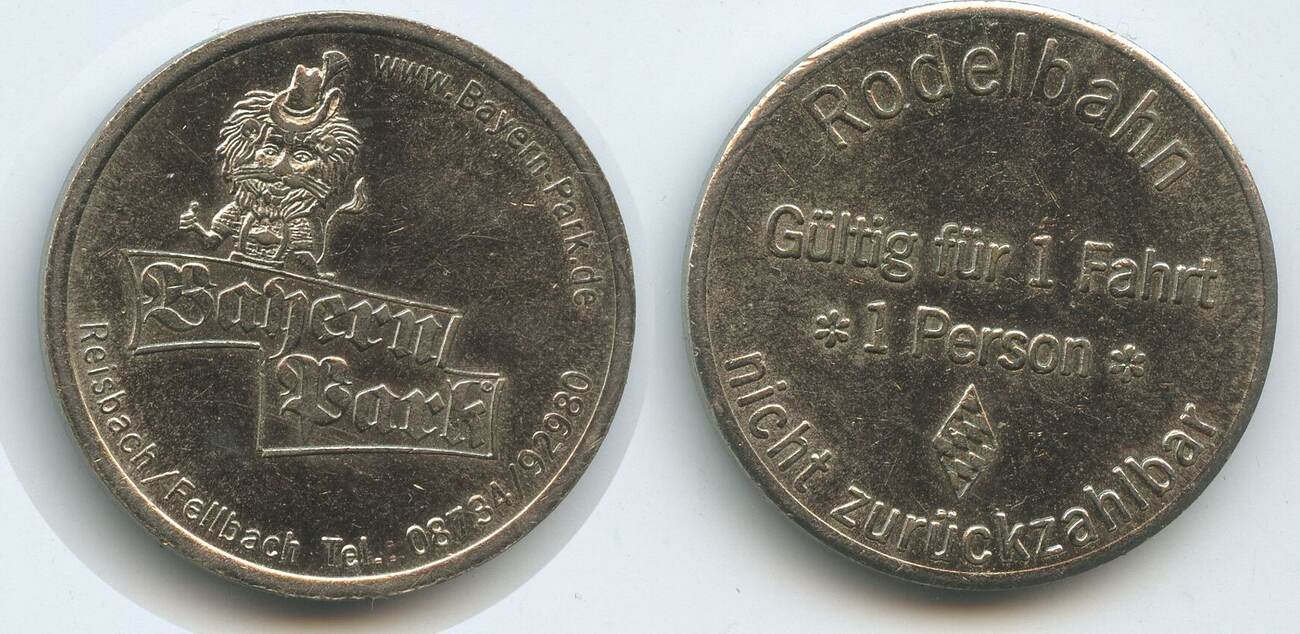 www.Bayern-Park.de
Bayern
Park
Reisbach/Fellbach Tel.: 08734/92980
Rodelbahn
Gültig für 1 Fahrt
* 1 Person *
nicht zurückzahlbar